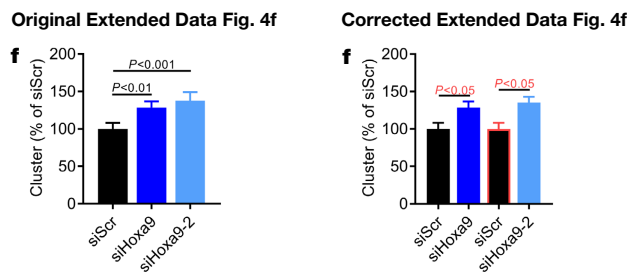 Original Extended Data Fig. 4f
f
Cluster (% of siScr)
200
150
100
50
0
P<0.001
P<0.01
siScr
siHoxa9
siHoxa9-2
Corrected Extended Data Fig. 4f
f
Cluster (% of siScr)
200
150
100
50
0
P<0.05
P<0.05
siScr
siHoxa9
siScr
siHoxa9-2